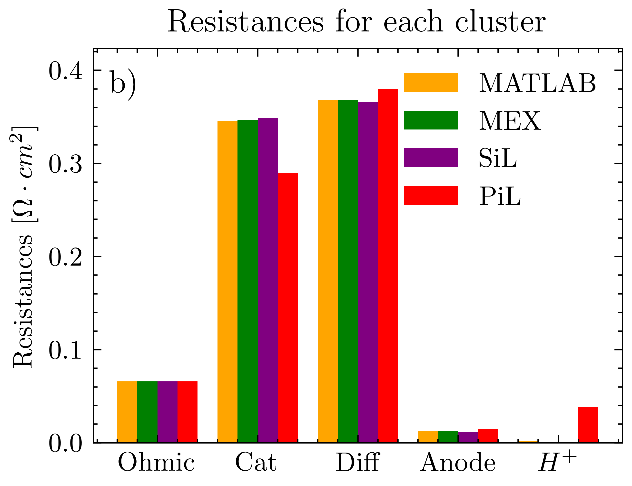 Resistances for each cluster
b)
MATLAB
MEX
SiL
PiL
Resistances [Ω · cm²]
0.4
0.3
0.2
0.1
0.0
Ohmic Cat Diff Anode H⁺